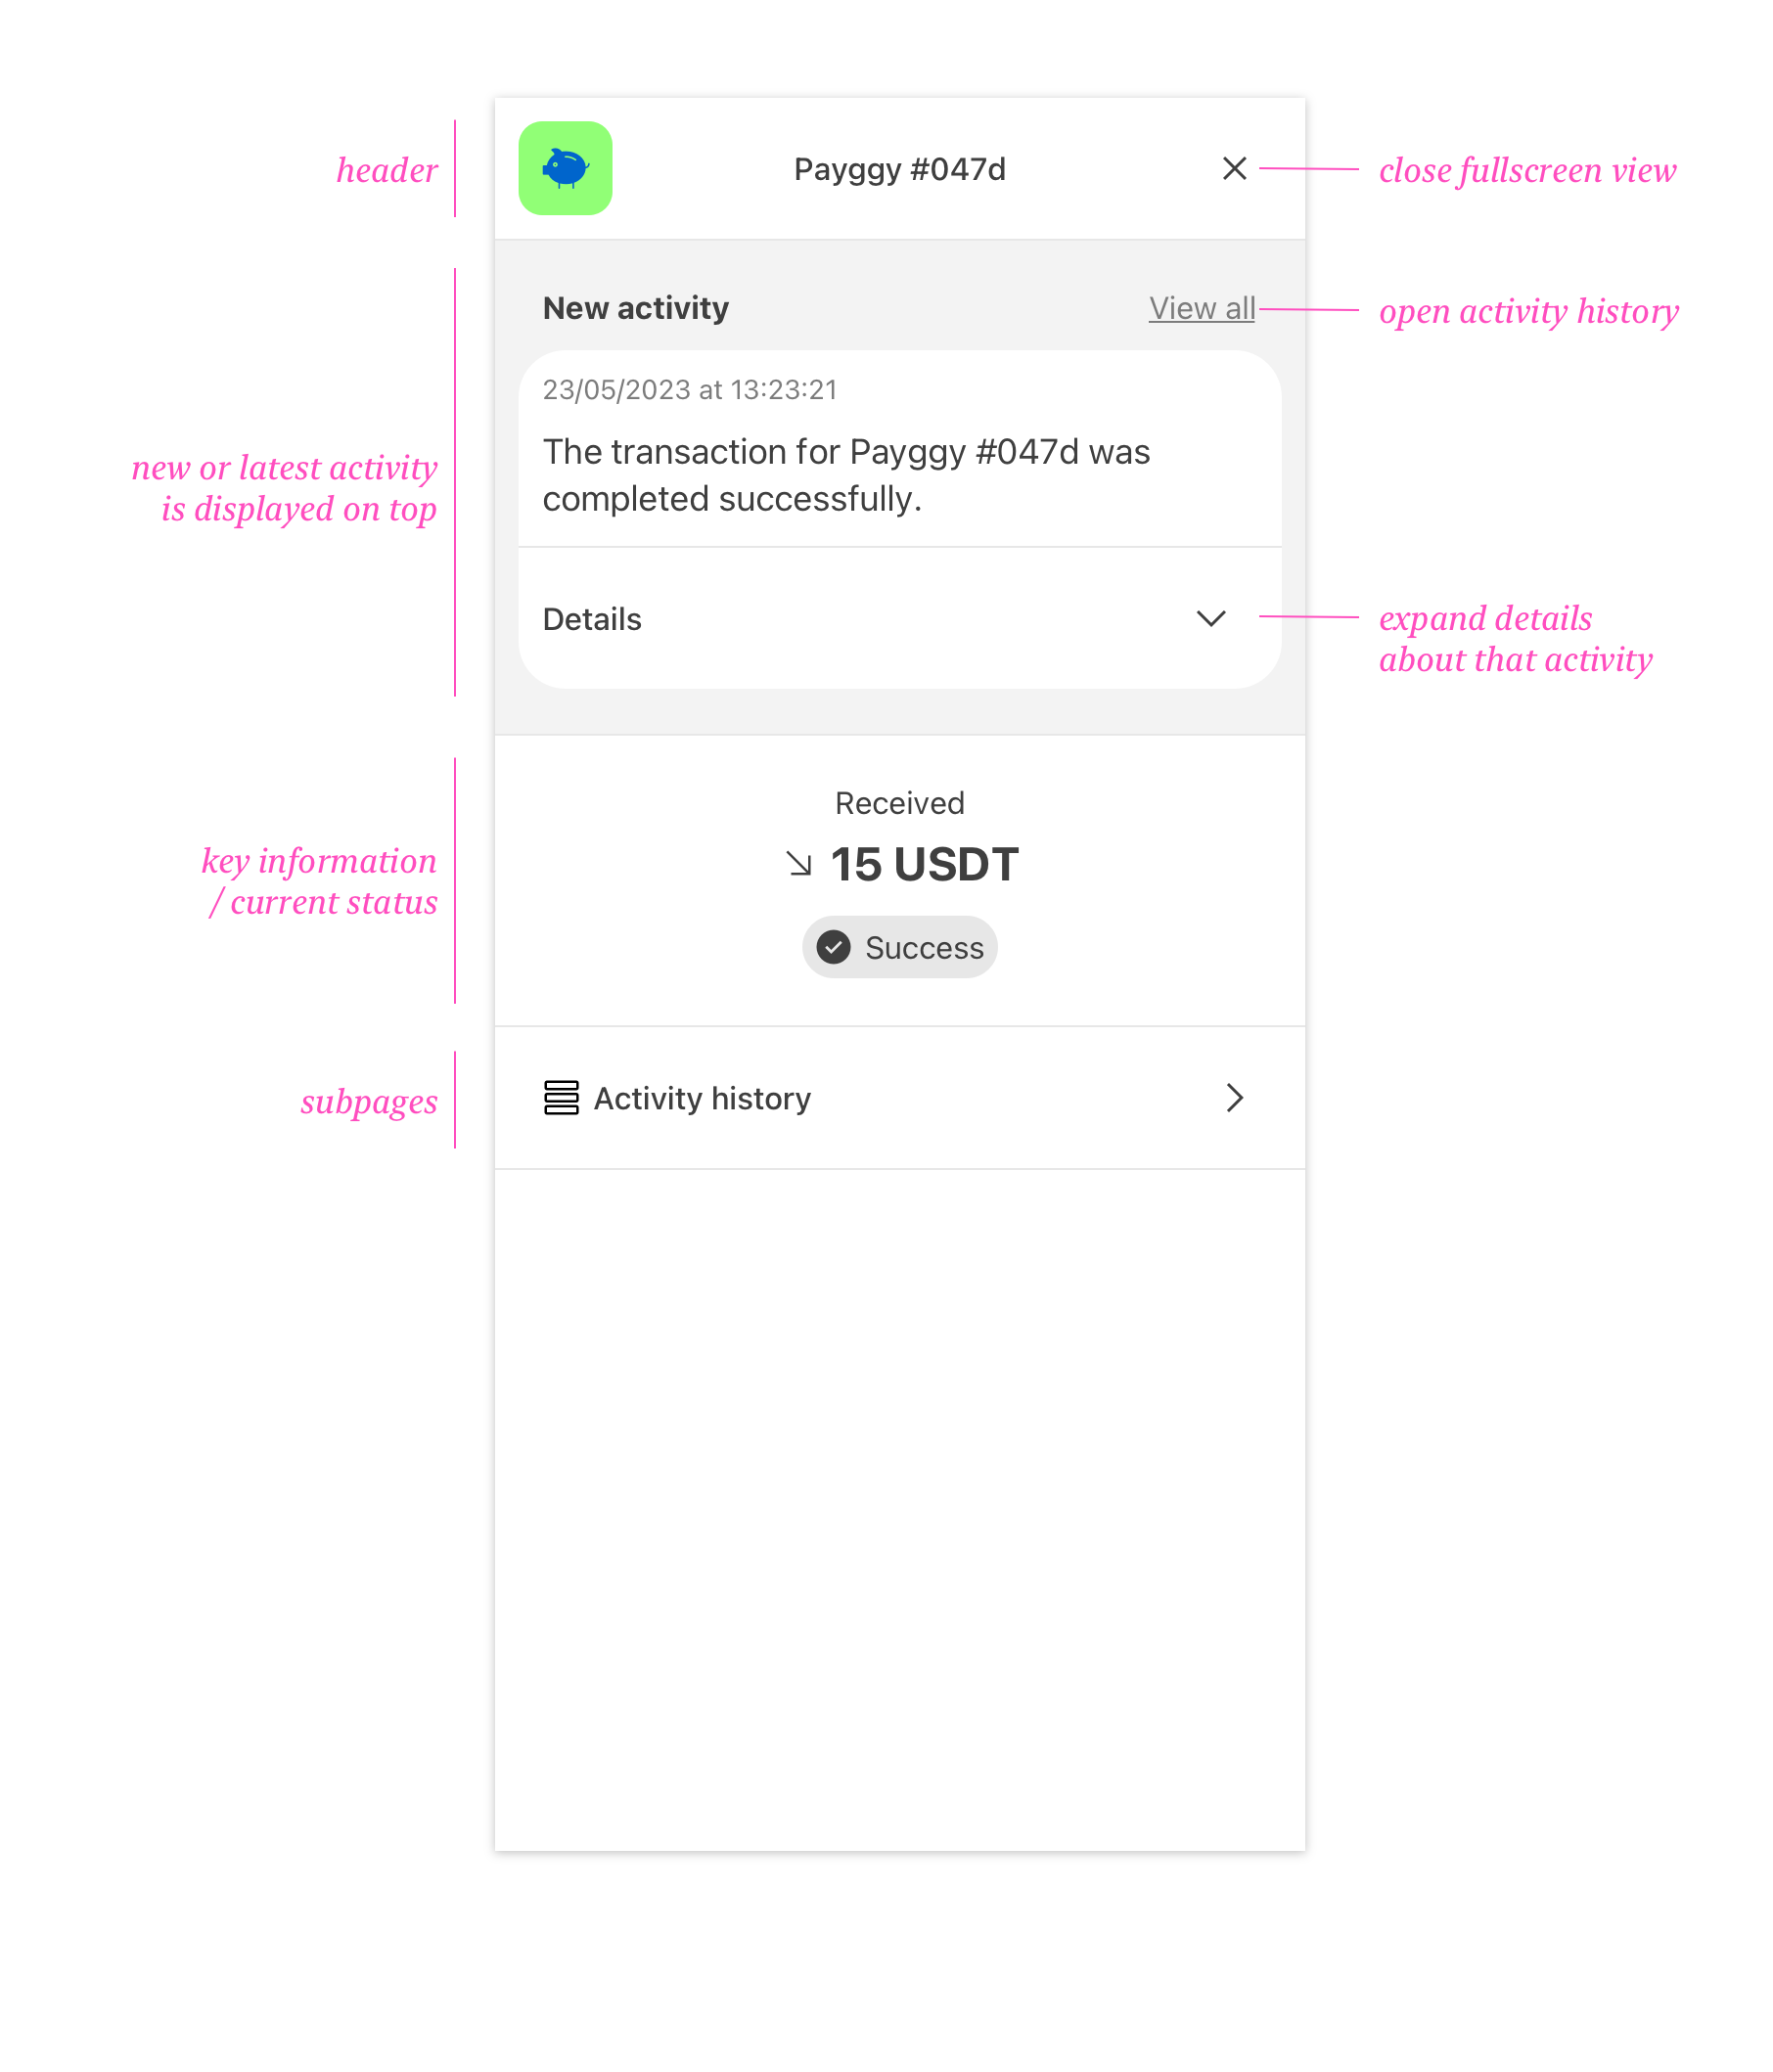 header
Payggy #047d
close fullscreen view
New activity
View all
open activity history
23/05/2023 at 13:23:21
new or latest activity
is displayed on top
The transaction for Payggy #047d was
completed successfully.
Details
expand details
about that activity
key information
/ current status
Received
15 USDT
Success
subpages
Activity history